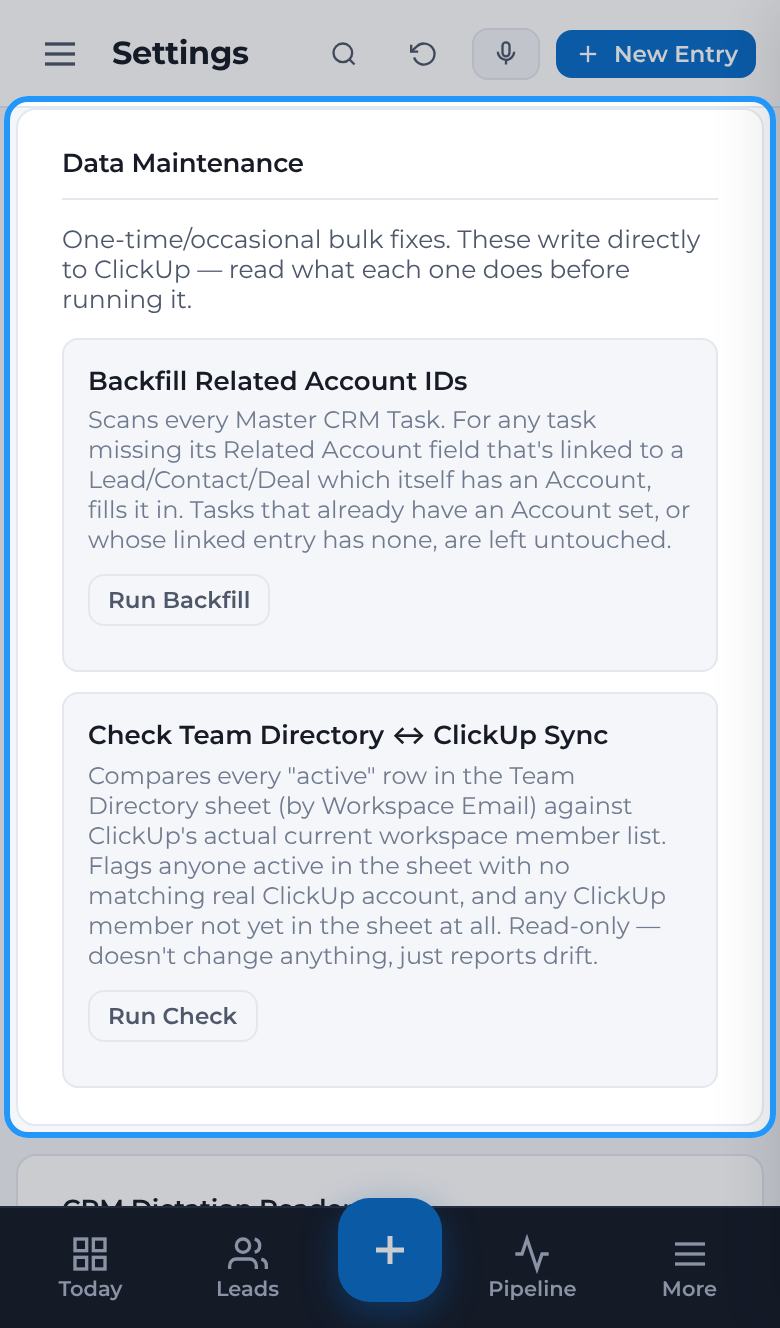 Settings
New Entry
Data Maintenance
One-time/occasional bulk fixes. These write directly
to ClickUp — read what each one does before
running it.
Backfill Related Account IDs
Scans every Master CRM Task. For any task
missing its Related Account field that's linked to a
Lead/Contact/Deal which itself has an Account,
fills it in. Tasks that already have an Account set, or
whose linked entry has none, are left untouched.
Run Backfill
Check Team Directory ↔ ClickUp Sync
Compares every "active" row in the Team
Directory sheet (by Workspace Email) against
ClickUp's actual current workspace member list.
Flags anyone active in the sheet with no
matching real ClickUp account, and any ClickUp
member not yet in the sheet at all. Read-only —
doesn't change anything, just reports drift.
Run Check
CRM Dictation
Today
Leads
Pipeline
More